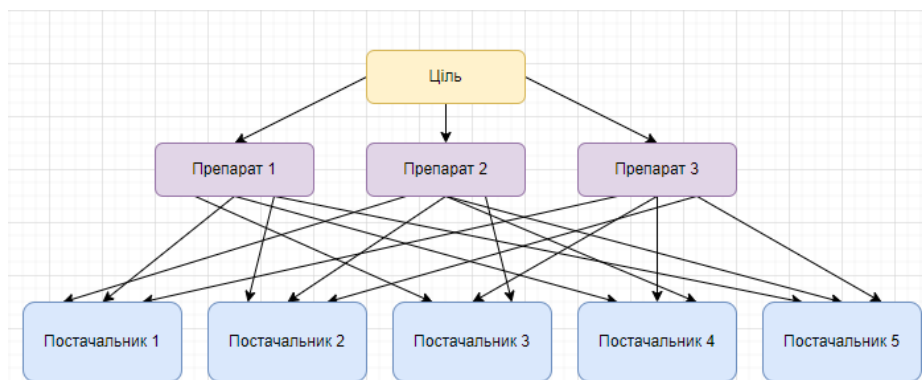 Ціль
Препарат 1
Препарат 2
Препарат 3
Постачальник 1
Постачальник 2
Постачальник 3
Постачальник 4
Постачальник 5